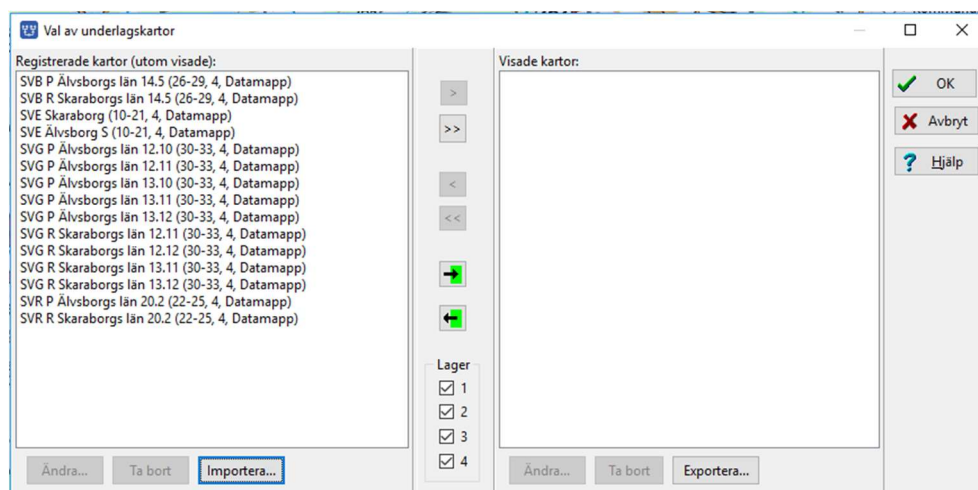 Val av underlagskartor
Registrerade kartor (utom visade):
SVB P Älvsborgs län 14.5 (26-29, 4, Datamapp)
SVB R Skaraborgs län 14.5 (26-29, 4, Datamapp)
SVE Skaraborg (10-21, 4, Datamapp)
SVE Älvsborg S (10-21, 4, Datamapp)
SVG P Älvsborgs län 12.10 (30-33, 4, Datamapp)
SVG P Älvsborgs län 12.11 (30-33, 4, Datamapp)
SVG P Älvsborgs län 13.10 (30-33, 4, Datamapp)
SVG P Älvsborgs län 13.11 (30-33, 4, Datamapp)
SVG P Älvsborgs län 13.12 (30-33, 4, Datamapp)
SVG R Skaraborgs län 12.11 (30-33, 4, Datamapp)
SVG R Skaraborgs län 12.12 (30-33, 4, Datamapp)
SVG R Skaraborgs län 13.11 (30-33, 4, Datamapp)
SVG R Skaraborgs län 13.12 (30-33, 4, Datamapp)
SVR P Älvsborgs län 20.2 (22-25, 4, Datamapp)
SVR R Skaraborgs län 20.2 (22-25, 4, Datamapp)
Ändra...
Ta bort
Importera...
>
>>
<
<<
Lager
1
2
3
4
Visade kartor:
Ändra...
Ta bort
Exportera...
OK
Avbryt
Hjälp